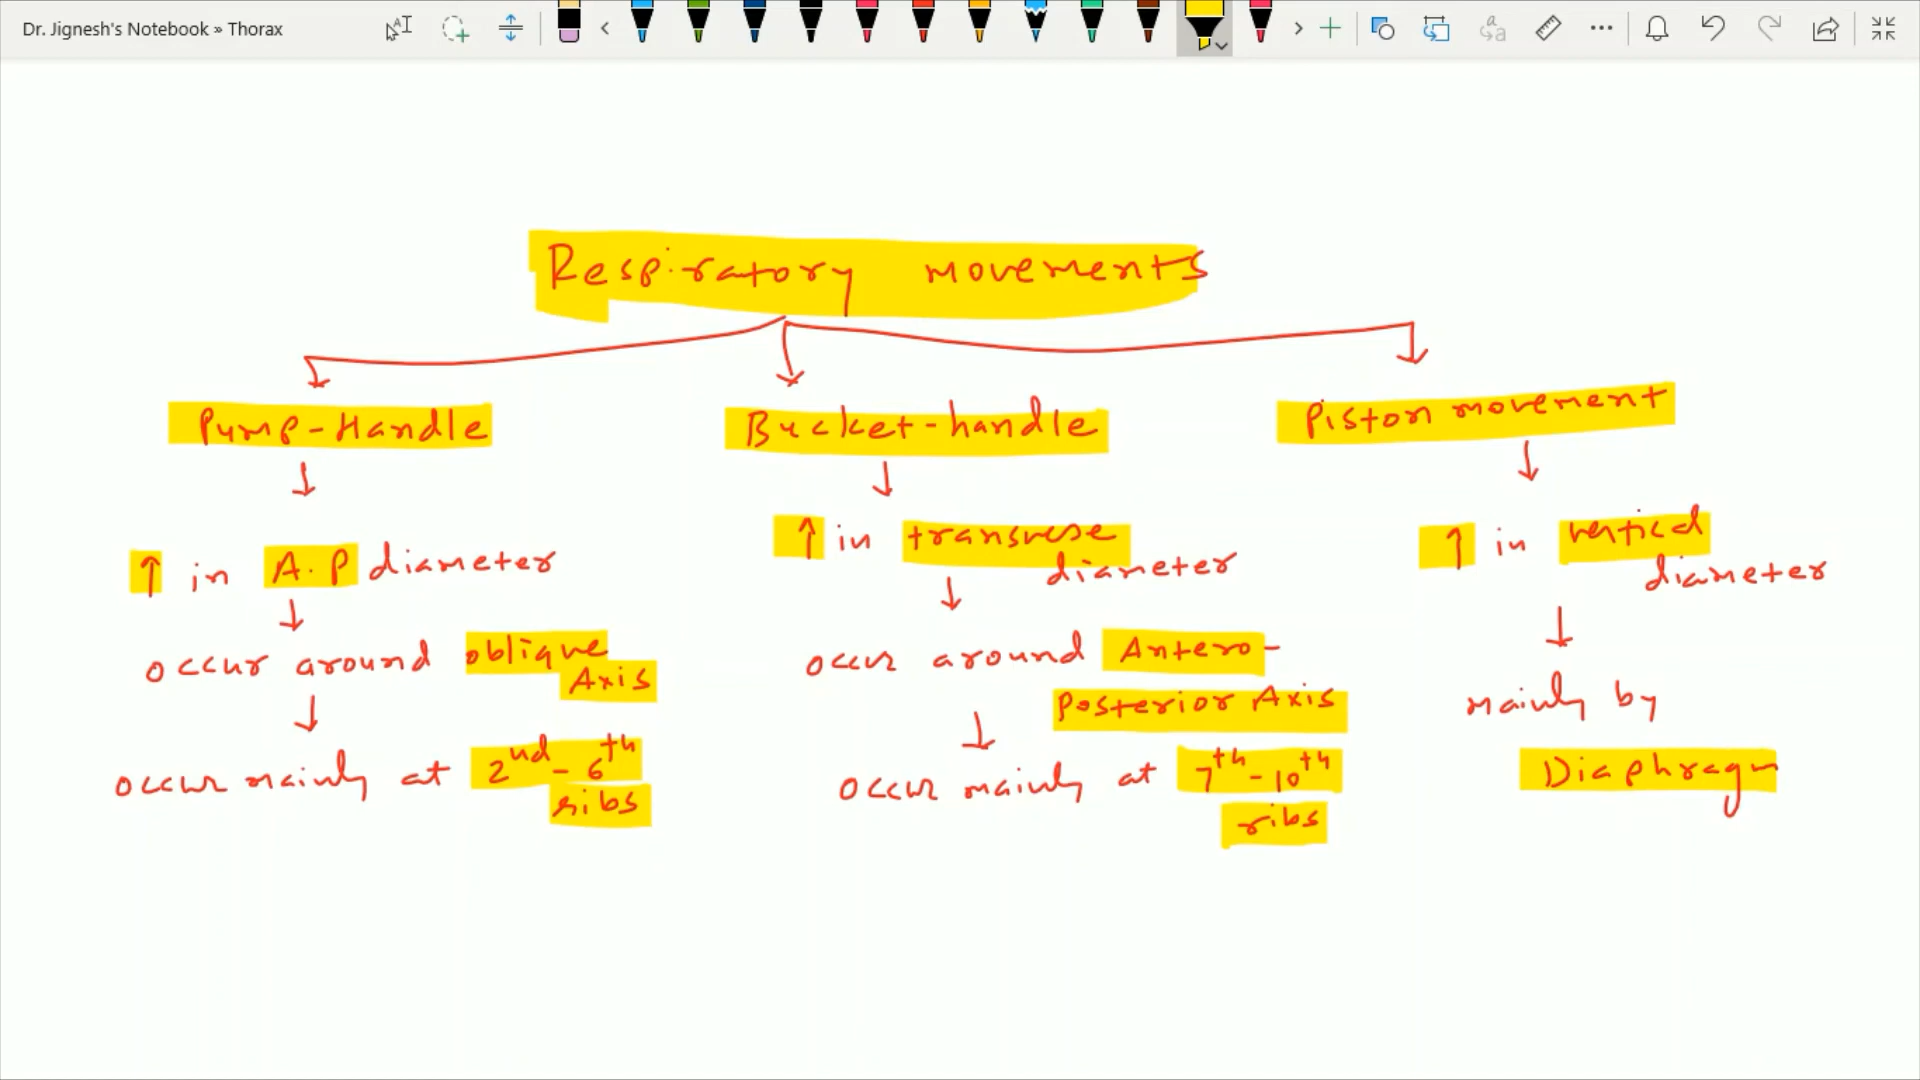 Dr. Jignesh's Notebook » Thorax
Respiratory movements
Pump-Handle
Bucket-handle
Piston movement
↑ in A.P diameter
occur around oblique
Axis
occur mainly at 2nd - 6th
ribs
↑ in transvese
diameter
occur around Antero-
Posterior Axis
occur mainly at 7th - 10th
ribs
↑ in vertical
diameter
mainly by
Diaphragm